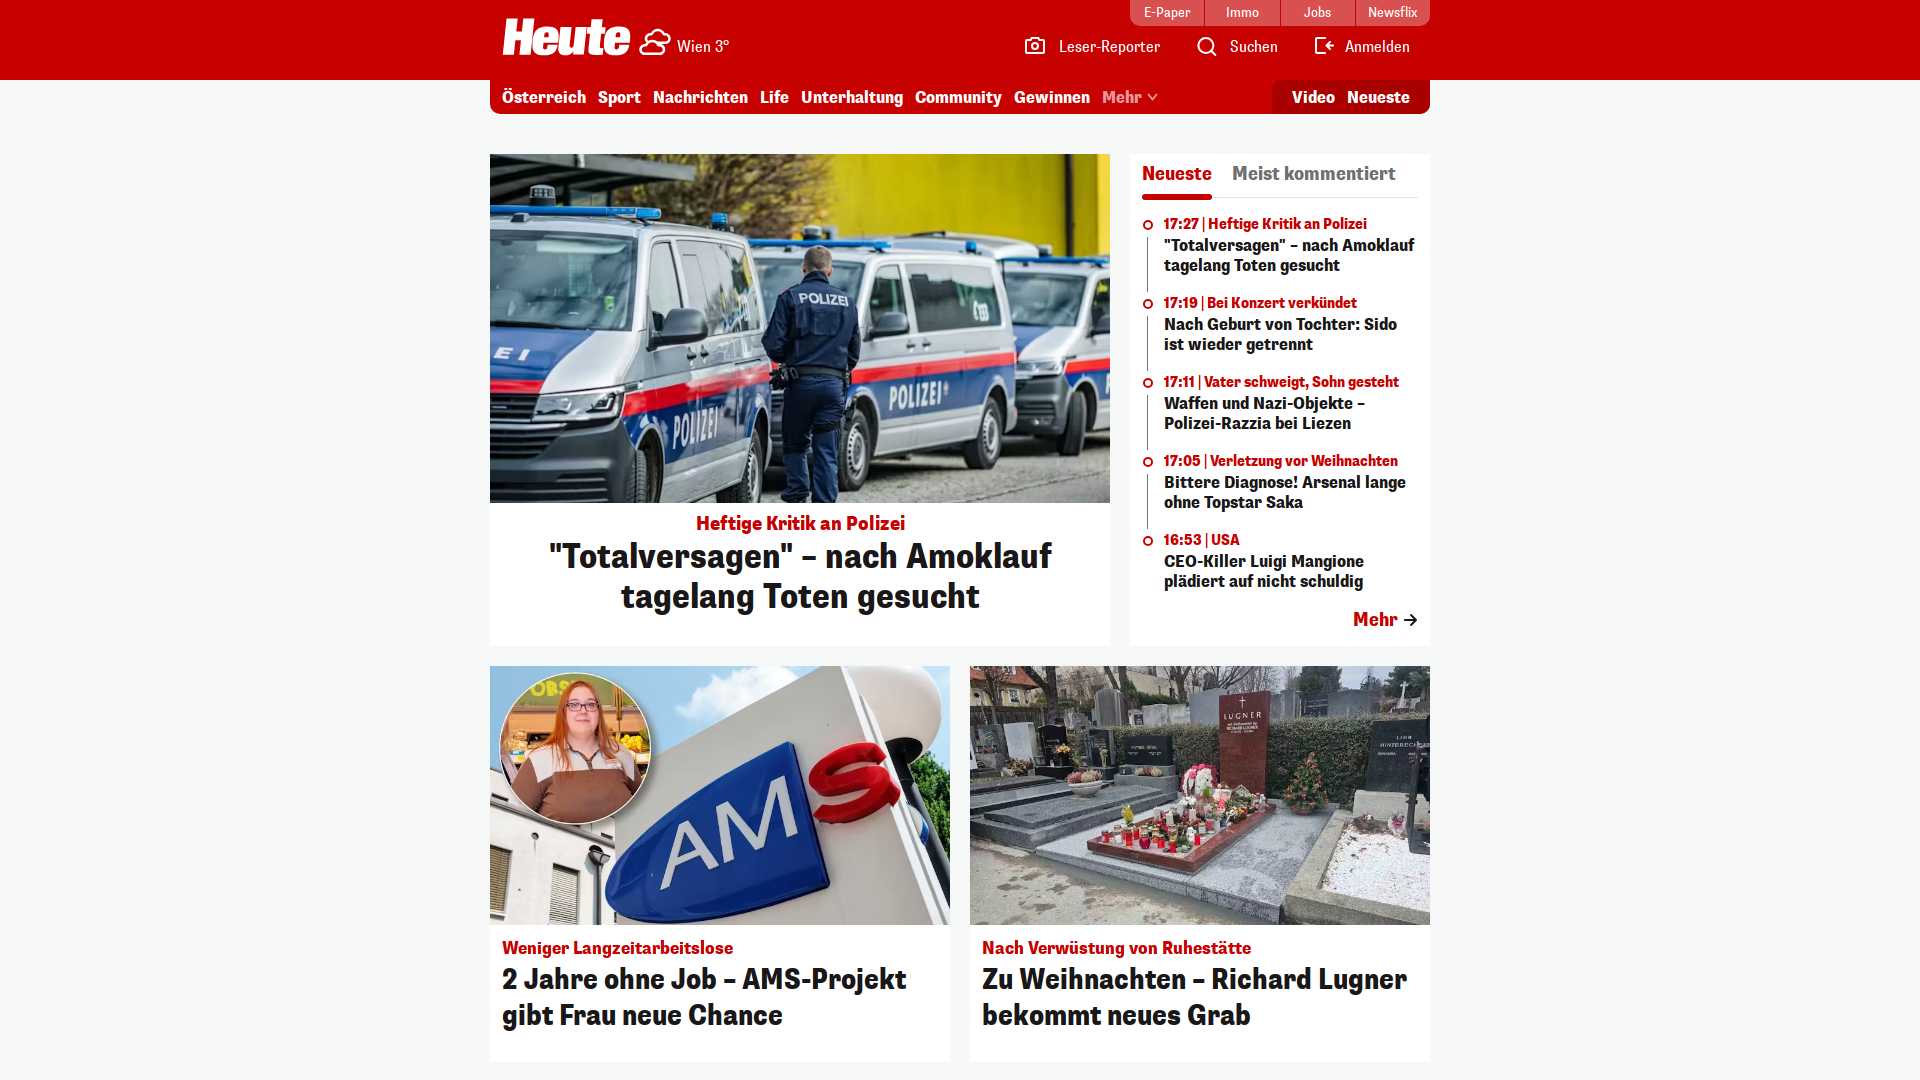 E-Paper
Immo
Jobs
Newsflix
Heute
Wien 3°
Leser-Reporter
Suchen
Anmelden
Österreich
Sport
Nachrichten
Life
Unterhaltung
Community
Gewinnen
Mehr
Video
Neueste
POLIZEI
POLIZEI
POLIZEI
Heftige Kritik an Polizei
"Totalversagen" – nach Amoklauf
tagelang Toten gesucht
Neueste
Meist kommentiert
17:27 | Heftige Kritik an Polizei
"Totalversagen" – nach Amoklauf
tagelang Toten gesucht
17:19 | Bei Konzert verkündet
Nach Geburt von Tochter: Sido
ist wieder getrennt
17:11 | Vater schweigt, Sohn gesteht
Waffen und Nazi-Objekte –
Polizei-Razzia bei Liezen
17:05 | Verletzung vor Weihnachten
Bittere Diagnose! Arsenal lange
ohne Topstar Saka
16:53 | USA
CEO-Killer Luigi Mangione
plädiert auf nicht schuldig
Mehr
AMS
Weniger Langzeitarbeitslose
2 Jahre ohne Job – AMS-Projekt
gibt Frau neue Chance
LUGNER
Nach Verwüstung von Ruhestätte
Zu Weihnachten – Richard Lugner
bekommt neues Grab